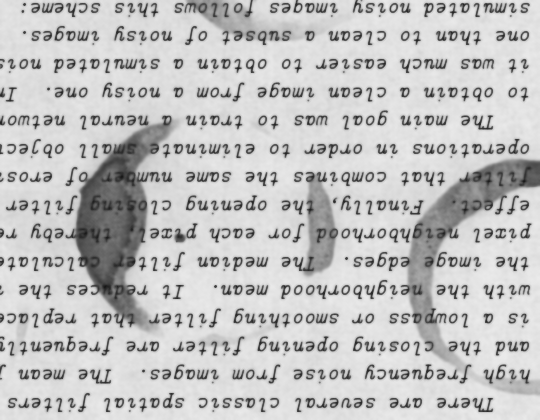 There are several classic spatial filters
high frequency noise from images. The mean
and the closing opening filter are frequently
is a lowpass or smoothing filter that replace
with the neighborhood mean. It reduces the
the image edges. The median filter calculate
pixel neighborhood for each pixel, thereby re
effect. Finally, the opening closing filter
filter that combines the same number of erosi
operations in order to eliminate small objec
The main goal was to train a neural networ
to obtain a clean image from a noisy one. In
it was much easier to obtain a simulated nois
one than to clean a subset of noisy images.
simulated noisy images follows this scheme: